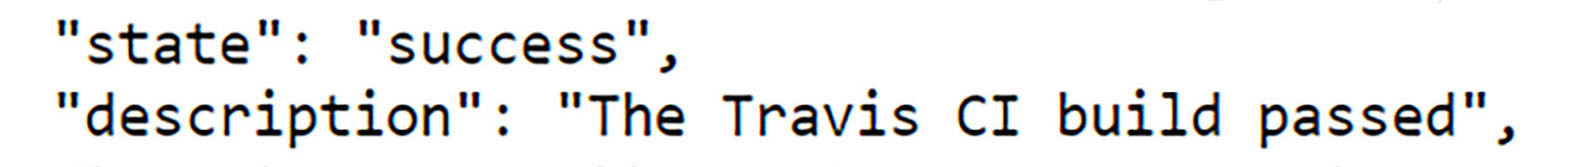 "state": "success",
"description": "The Travis CI build passed",